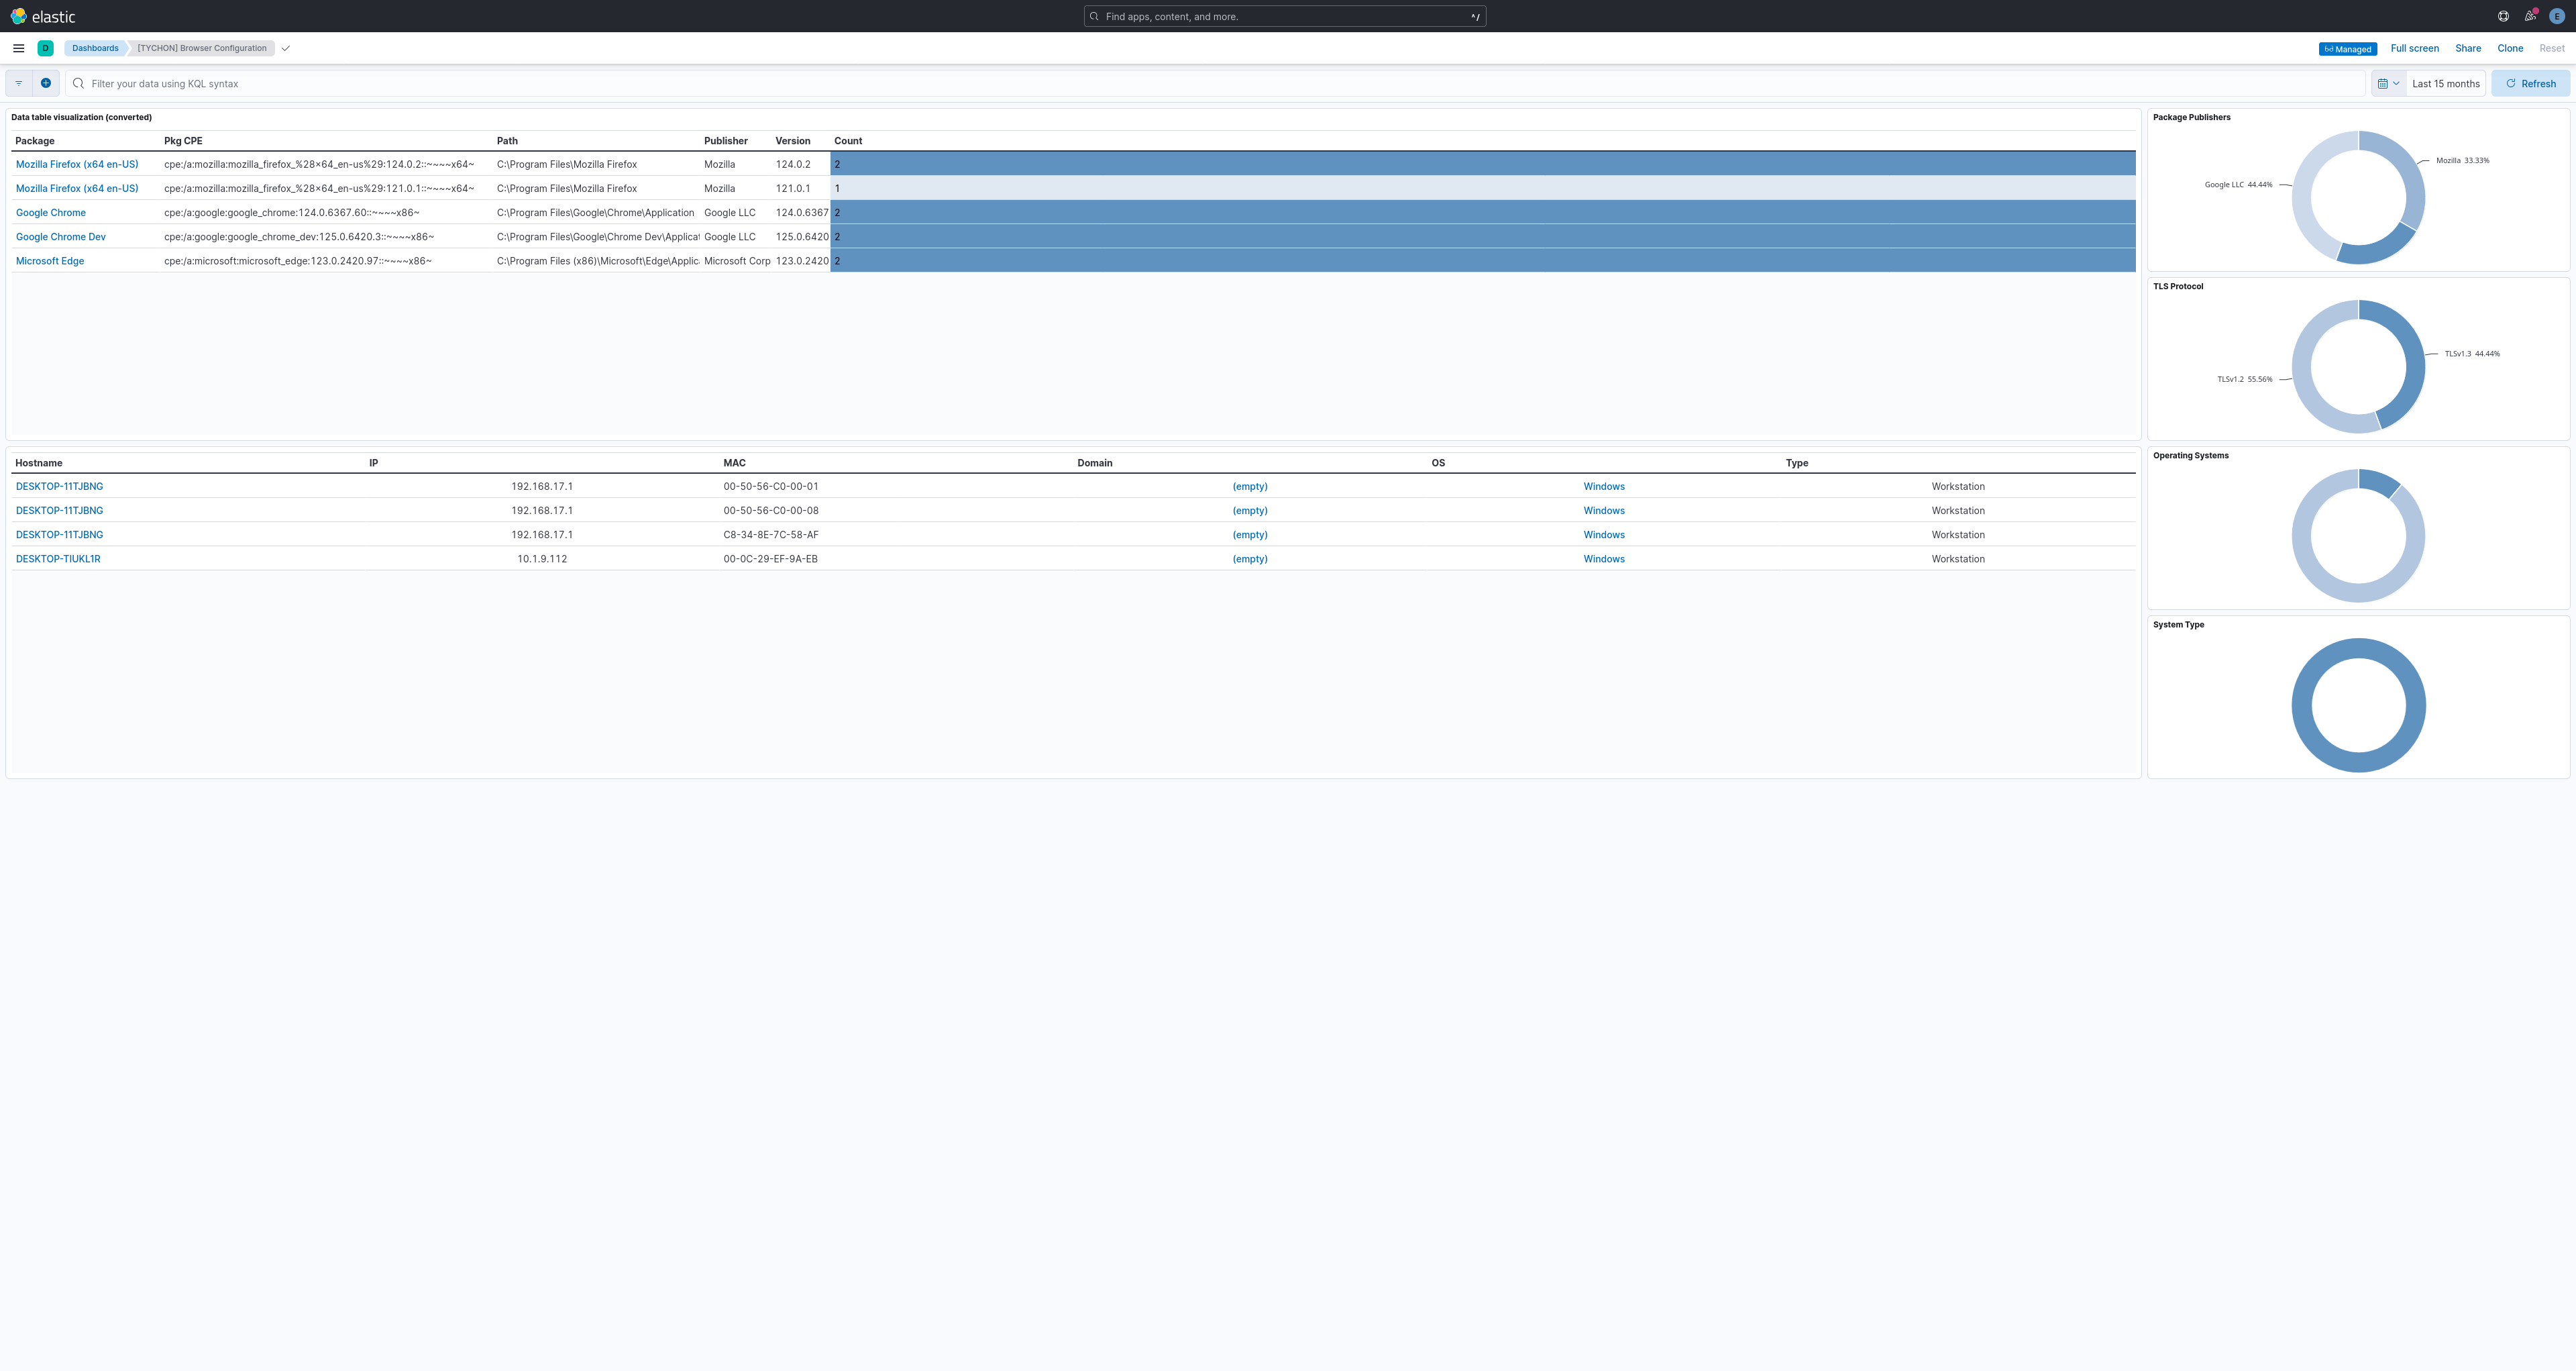 elastic
Find apps, content, and more.
^/
E
D
Dashboards
[TYCHON] Browser Configuration
Managed
Full screen
Share
Clone
Reset
Filter your data using KQL syntax
Last 15 months
Refresh
Data table visualization (converted)
Package Pkg CPE Path Publisher Version Count
Mozilla Firefox (x64 en-US) cpe:/a:mozilla:mozilla_firefox_%28x64_en-us%29:124.0.2::~~~~x64~ C:\Program Files\Mozilla Firefox Mozilla 124.0.2 2
Mozilla Firefox (x64 en-US) cpe:/a:mozilla:mozilla_firefox_%28x64_en-us%29:121.0.1::~~~~x64~ C:\Program Files\Mozilla Firefox Mozilla 121.0.1 1
Google Chrome cpe:/a:google:google_chrome:124.0.6367.60::~~~~x86~ C:\Program Files\Google\Chrome\Application Google LLC 124.0.6367 2
Google Chrome Dev cpe:/a:google:google_chrome_dev:125.0.6420.3::~~~~x86~ C:\Program Files\Google\Chrome Dev\Applicat Google LLC 125.0.6420 2
Microsoft Edge cpe:/a:microsoft:microsoft_edge:123.0.2420.97::~~~~x86~ C:\Program Files (x86)\Microsoft\Edge\Applic Microsoft Corp 123.0.2420 2
Package Publishers
Mozilla 33.33%
Google LLC 44.44%
TLS Protocol
TLSv1.3 44.44%
TLSv1.2 55.56%
Hostname IP MAC Domain OS Type
DESKTOP-11TJBNG 192.168.17.1 00-50-56-C0-00-01 (empty) Windows Workstation
DESKTOP-11TJBNG 192.168.17.1 00-50-56-C0-00-08 (empty) Windows Workstation
DESKTOP-11TJBNG 192.168.17.1 C8-34-8E-7C-58-AF (empty) Windows Workstation
DESKTOP-TIUKL1R 10.1.9.112 00-0C-29-EF-9A-EB (empty) Windows Workstation
Operating Systems
System Type